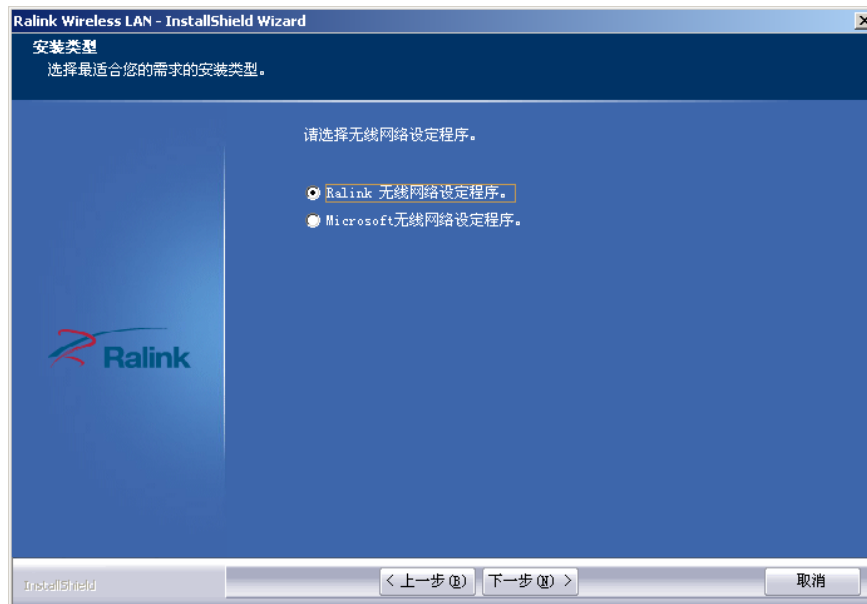 Ralink Wireless LAN - InstallShield Wizard
安装类型
选择最适合您的需求的安装类型。
请选择无线网络设定程序。
Ralink 无线网络设定程序。
Microsoft无线网络设定程序。
Ralink
InstallShield
< 上一步(B) 下一步(N) > 取消